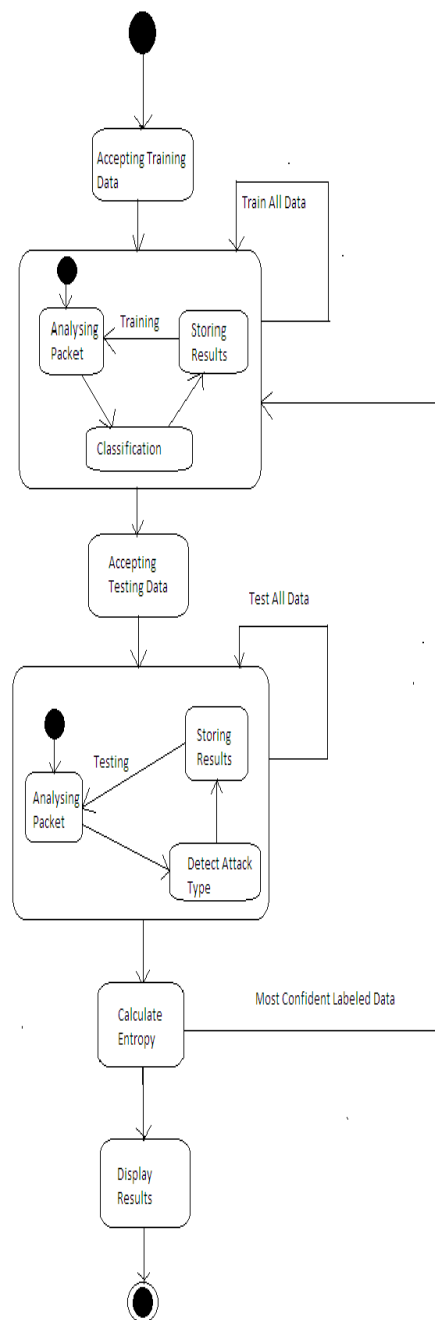 Accepting Training
Data
Train All Data
Analysing
Packet
Training
Storing
Results
Classification
Accepting
Testing Data
Test All Data
Testing
Storing
Results
Analysing
Packet
Detect Attack
Type
Calculate
Entropy
Most Confident Labeled Data
Display
Results